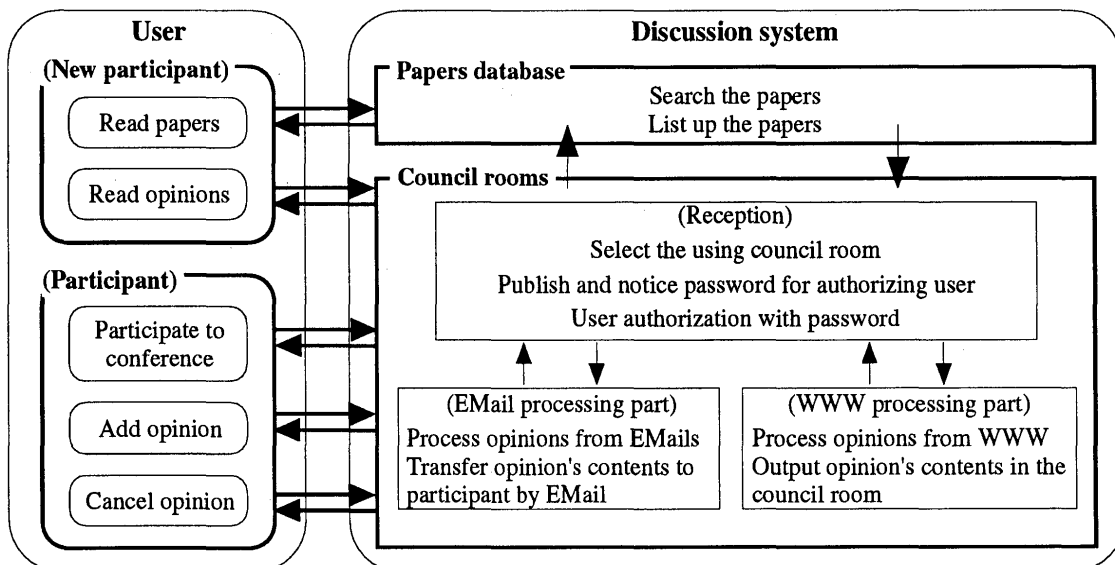 User
(New participant)
Read papers
Read opinions
(Participant)
Participate to
conference
Add opinion
Cancel opinion
Discussion system
Papers database
Search the papers
List up the papers
Council rooms
(Reception)
Select the using council room
Publish and notice password for authorizing user
User authorization with password
(EMail processing part)
Process opinions from EMails
Transfer opinion's contents to
participant by EMail
(WWW processing part)
Process opinions from WWW
Output opinion's contents in the
council room